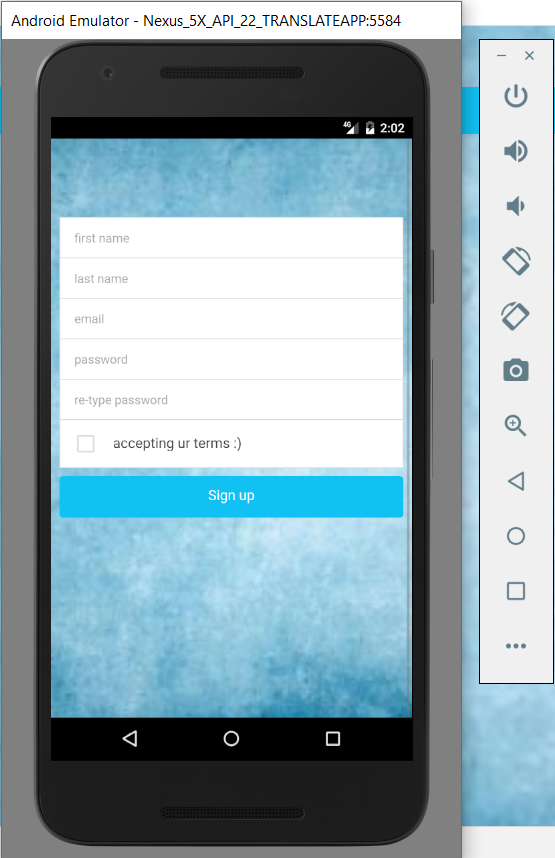 Android Emulator - Nexus_5X_API_22_TRANSLATEAPP:5584
4G 2:02
first name
last name
email
password
re-type password
accepting ur terms :)
Sign up